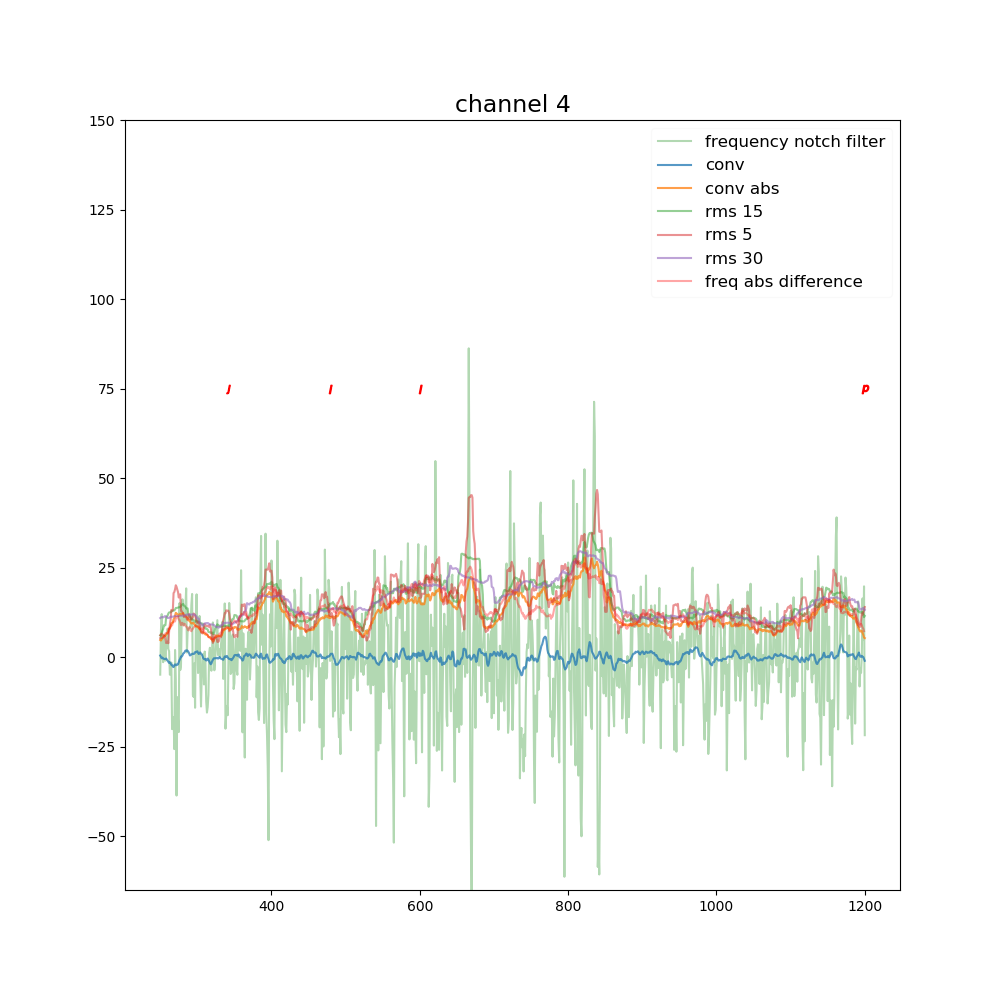 channel 4
150
125
100
75
50
25
0
−25
−50
frequency notch filter
conv
conv abs
rms 15
rms 5
rms 30
freq abs difference
p
400
600
800
1000
1200